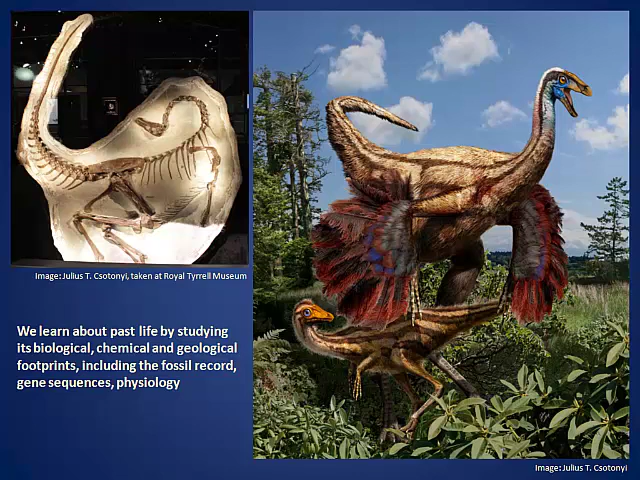 Image: Julius T. Csotonyi, taken at Royal Tyrrell Museum
We learn about past life by studying
its biological, chemical and geological
footprints, including the fossil record,
gene sequences, physiology
Image: Julius T. Csotonyi